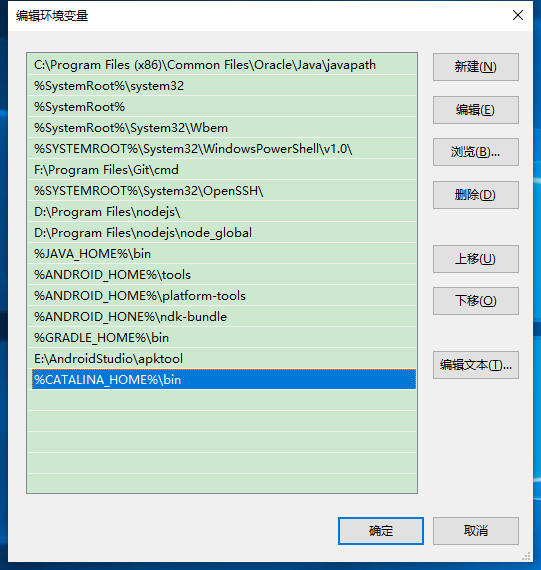 编辑环境变量
C:\Program Files (x86)\Common Files\Oracle\Java\javapath
%SystemRoot%\system32
%SystemRoot%
%SystemRoot%\System32\Wbem
%SYSTEMROOT%\System32\WindowsPowerShell\v1.0\
F:\Program Files\Git\cmd
%SYSTEMROOT%\System32\OpenSSH\
D:\Program Files\nodejs\
D:\Program Files\nodejs\node_global
%JAVA_HOME%\bin
%ANDROID_HOME%\tools
%ANDROID_HOME%\platform-tools
%ANDROID_HONE%\ndk-bundle
%GRADLE_HOME%\bin
E:\AndroidStudio\apktool
%CATALINA_HOME%\bin
新建(N)
编辑(E)
浏览(B)...
删除(D)
上移(U)
下移(O)
编辑文本(T)...
确定
取消